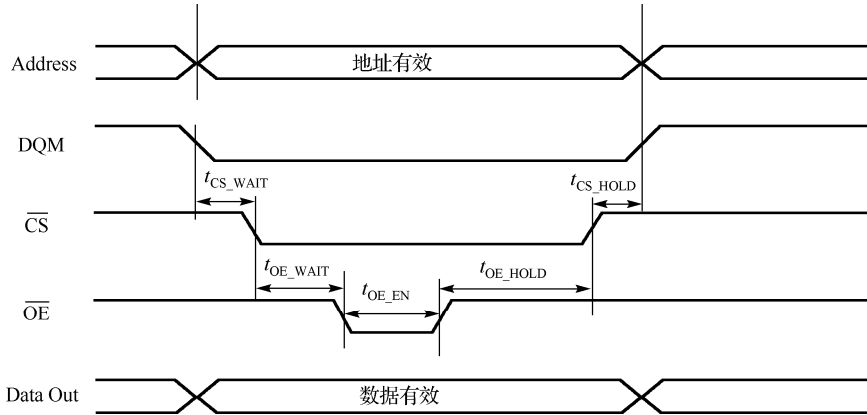 Address
地址有效
DQM
tCS_WAIT
tCS_HOLD
CS
tOE_WAIT
tOE_EN
tOE_HOLD
OE
Data Out
数据有效